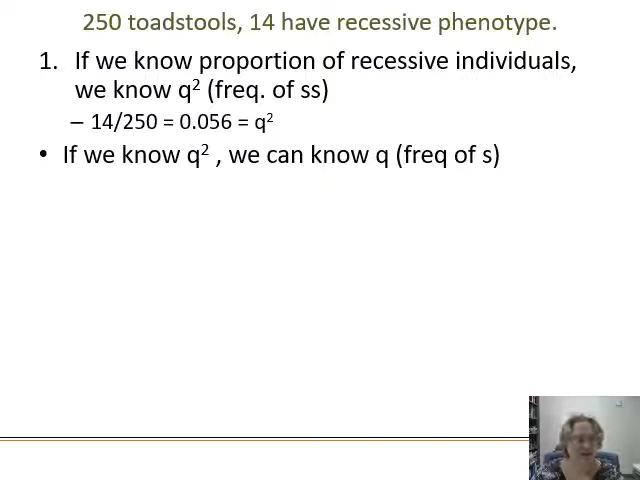 250 toadstools, 14 have recessive phenotype.
1. If we know proportion of recessive individuals,
we know q² (freq. of ss)
– 14/250 = 0.056 = q²
• If we know q² , we can know q (freq of s)